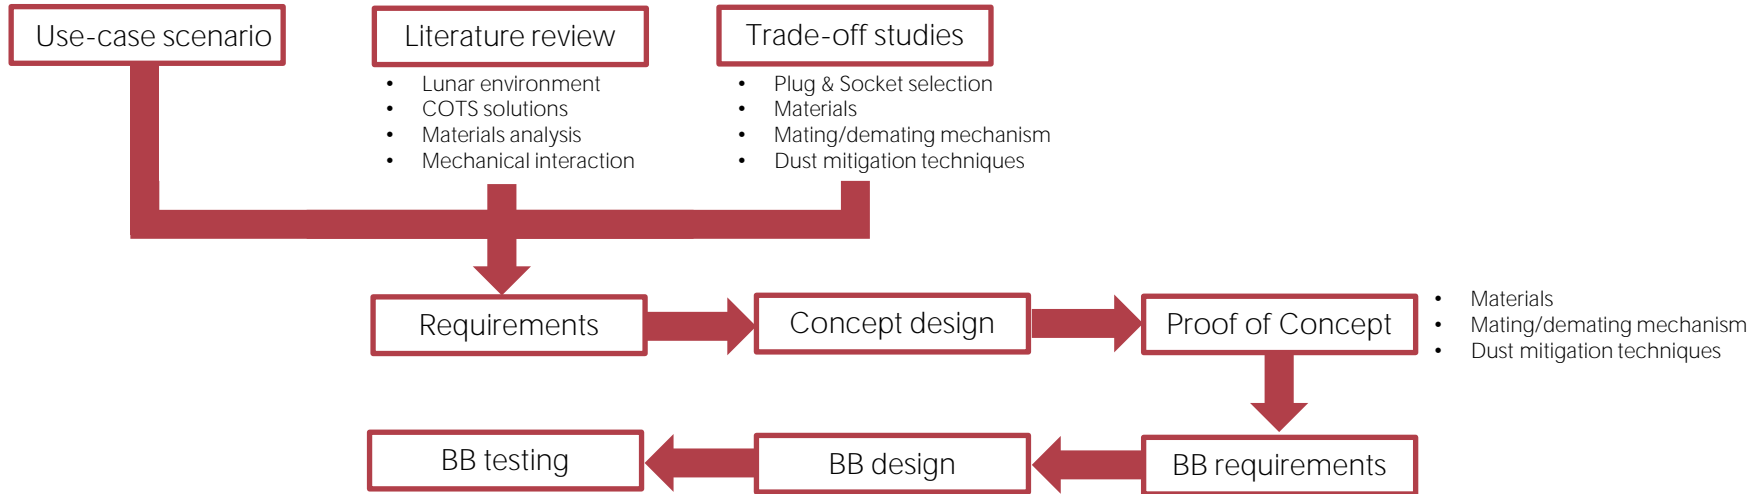 Use-case scenario
Literature review
• Lunar environment
• COTS solutions
• Materials analysis
• Mechanical interaction
Trade-off studies
• Plug & Socket selection
• Materials
• Mating/demating mechanism
• Dust mitigation techniques
Requirements
Concept design
Proof of Concept
• Materials
• Mating/demating mechanism
• Dust mitigation techniques
BB testing
BB design
BB requirements